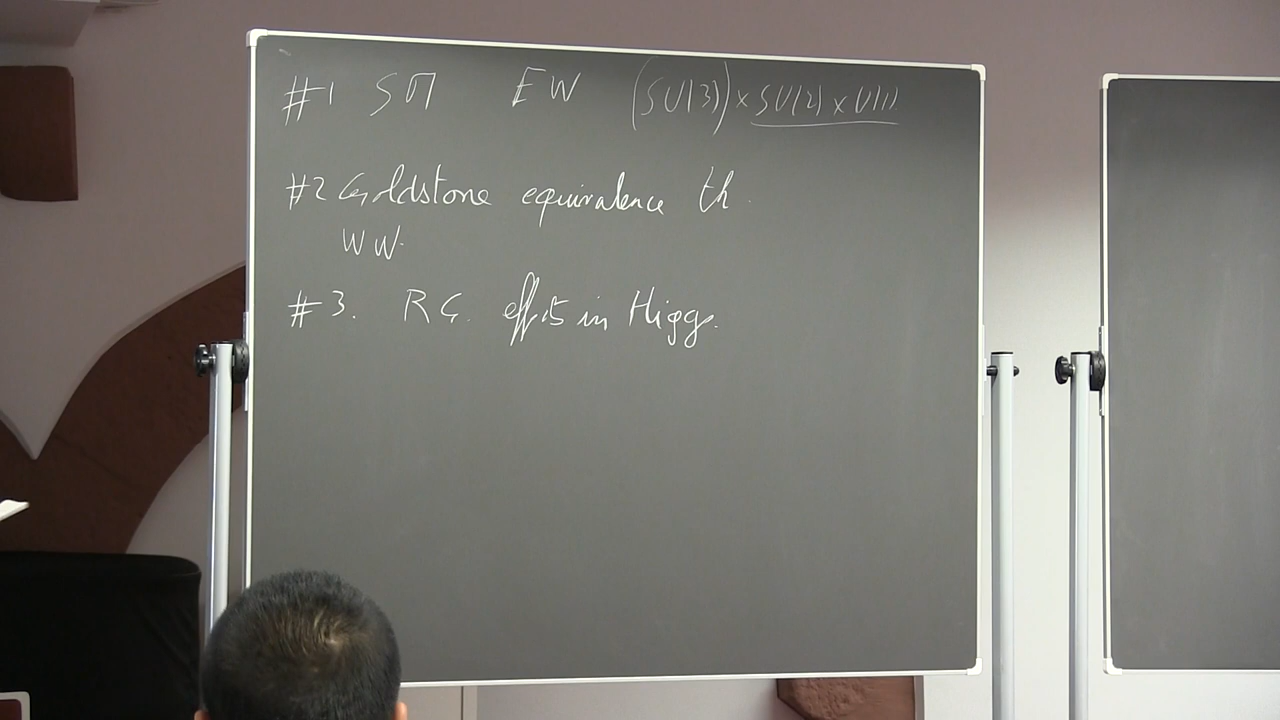 #1 SM EW (SU(3)) × SU(2) × U(1)
#2 Goldstone equivalence th.
WW.
#3. RG. effects in Higgs.